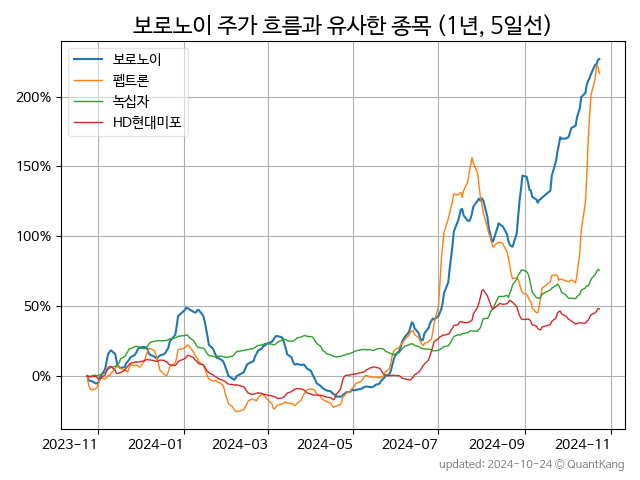 보로노이 주가 흐름과 유사한 종목 (1년, 5일선)
보로노이
펩트론
녹십자
HD현대미포
200%
150%
100%
50%
0%
2023-11 2024-01 2024-03 2024-05 2024-07 2024-09 2024-11
updated: 2024-10-24 © QuantKang